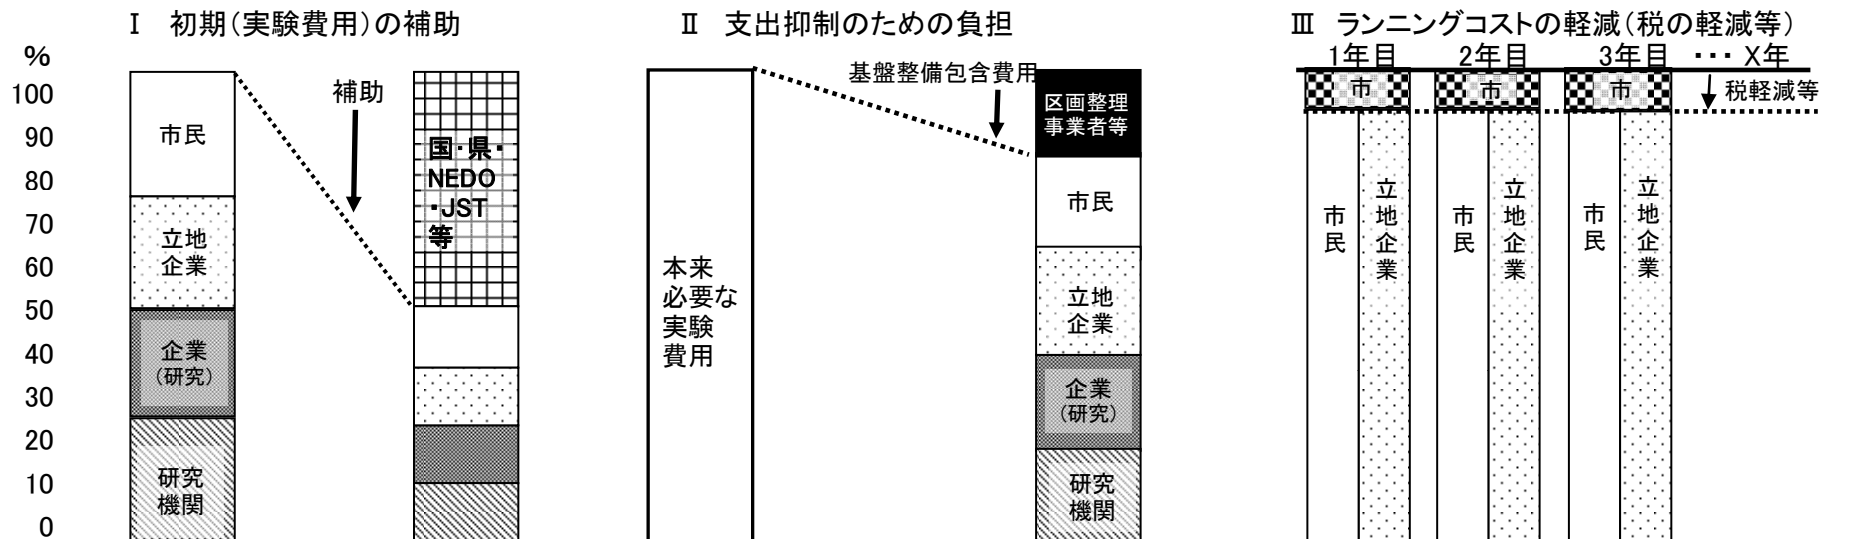 Ⅰ 初期(実験費用)の補助
%
100
90
80
70
60
50
40
30
20
10
0
市民
立地
企業
企業
(研究)
研究
機関
補助
国・県・
NEDO
・JST
等
Ⅱ 支出抑制のための負担
本来
必要な
実験
費用
基盤整備包含費用
区画整理
事業者等
市民
立地
企業
企業
(研究)
研究
機関
Ⅲ ランニングコストの軽減(税の軽減等)
1年目 2年目 3年目 ・・・ X年
市 市 市
税軽減等
市民
立地企業
市民
立地企業
市民
立地企業